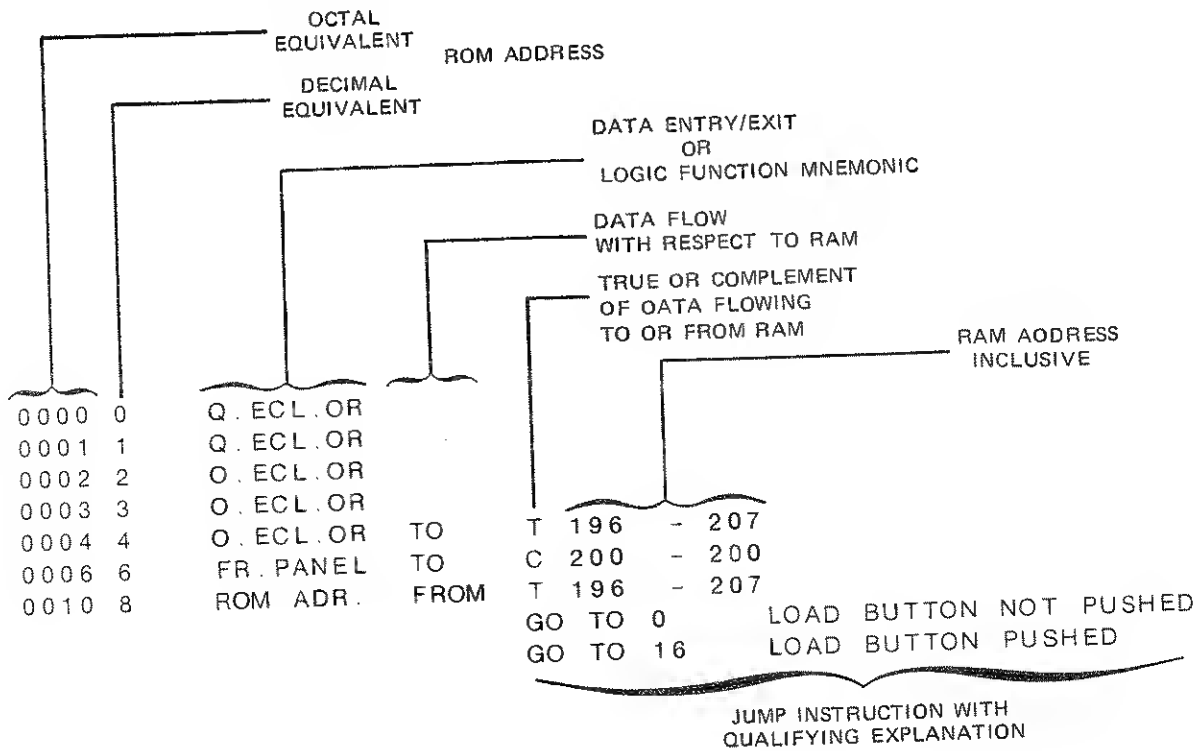 OCTAL
EQUIVALENT
ROM ADDRESS
DECIMAL
EQUIVALENT
DATA ENTRY/EXIT
OR
LOGIC FUNCTION MNEMONIC
DATA FLOW
WITH RESPECT TO RAM
TRUE OR COMPLEMENT
OF OATA FLOWING
TO OR FROM RAM
RAM AODRESS
INCLUSIVE
0000 0 Q.ECL.OR
0001 1 Q.ECL.OR
0002 2 O.ECL.OR
0003 3 O.ECL.OR
0004 4 O.ECL.OR TO T 196 - 207
0006 6 FR.PANEL TO C 200 - 200
0010 8 ROM ADR. FROM T 196 - 207
GO TO 0 LOAD BUTTON NOT PUSHED
GO TO 16 LOAD BUTTON PUSHED
JUMP INSTRUCTION WITH
QUALIFYING EXPLANATION